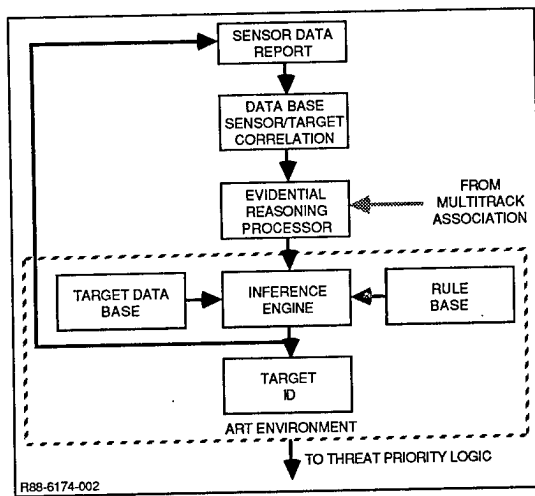 SENSOR DATA
REPORT
DATA BASE
SENSOR/TARGET
CORRELATION
EVIDENTIAL
REASONING
PROCESSOR
FROM
MULTITRACK
ASSOCIATION
TARGET DATA
BASE
INFERENCE
ENGINE
RULE
BASE
TARGET
ID
ART ENVIRONMENT
TO THREAT PRIORITY LOGIC
R88-6174-002